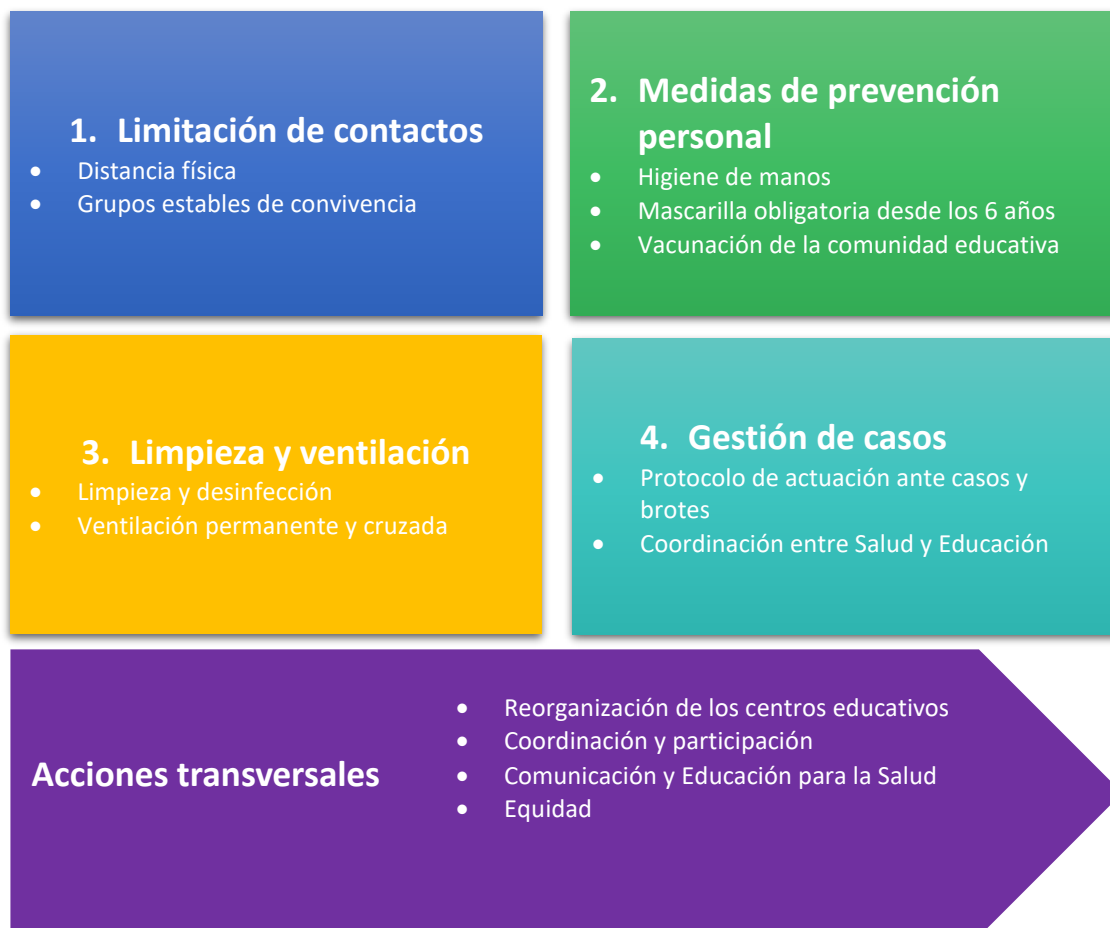 1. Limitación de contactos
• Distancia física
• Grupos estables de convivencia
2. Medidas de prevención
personal
• Higiene de manos
• Mascarilla obligatoria desde los 6 años
• Vacunación de la comunidad educativa
3. Limpieza y ventilación
• Limpieza y desinfección
• Ventilación permanente y cruzada
4. Gestión de casos
• Protocolo de actuación ante casos y
brotes
• Coordinación entre Salud y Educación
Acciones transversales
• Reorganización de los centros educativos
• Coordinación y participación
• Comunicación y Educación para la Salud
• Equidad